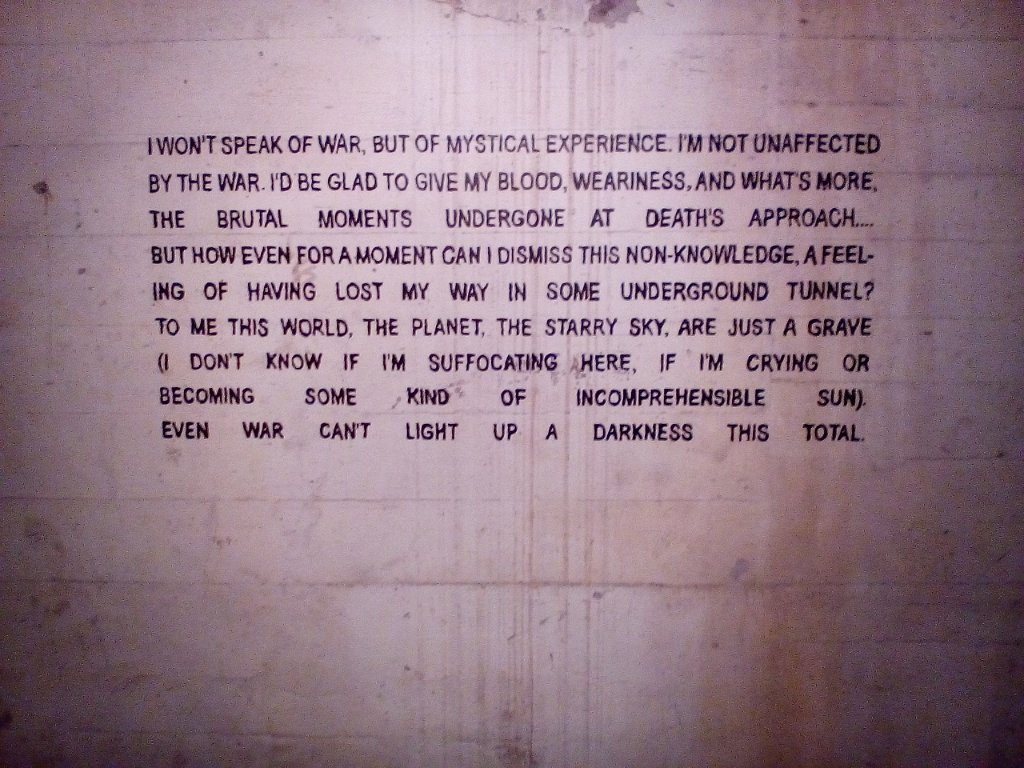 I WON'T SPEAK OF WAR, BUT OF MYSTICAL EXPERIENCE. I'M NOT UNAFFECTED
BY THE WAR. I'D BE GLAD TO GIVE MY BLOOD, WEARINESS, AND WHAT'S MORE,
THE BRUTAL MOMENTS UNDERGONE AT DEATH'S APPROACH....
BUT HOW EVEN FOR A MOMENT CAN I DISMISS THIS NON-KNOWLEDGE, A FEEL-
ING OF HAVING LOST MY WAY IN SOME UNDERGROUND TUNNEL?
TO ME THIS WORLD, THE PLANET, THE STARRY SKY, ARE JUST A GRAVE
(I DON'T KNOW IF I'M SUFFOCATING HERE, IF I'M CRYING OR
BECOMING SOME KIND OF INCOMPREHENSIBLE SUN).
EVEN WAR CAN'T LIGHT UP A DARKNESS THIS TOTAL.